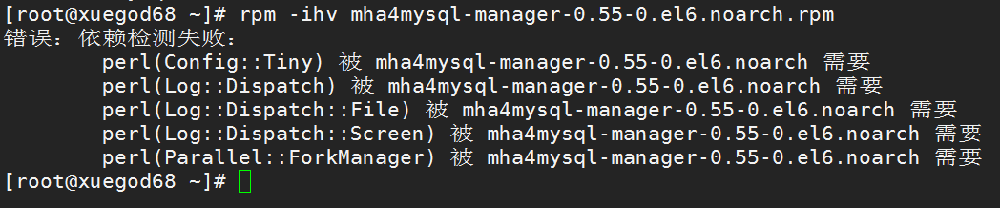 [root@xuegod68 ~]# rpm -ihv mha4mysql-manager-0.55-0.el6.noarch.rpm
错误：依赖检测失败：
perl(Config::Tiny) 被 mha4mysql-manager-0.55-0.el6.noarch 需要
perl(Log::Dispatch) 被 mha4mysql-manager-0.55-0.el6.noarch 需要
perl(Log::Dispatch::File) 被 mha4mysql-manager-0.55-0.el6.noarch 需要
perl(Log::Dispatch::Screen) 被 mha4mysql-manager-0.55-0.el6.noarch 需要
perl(Parallel::ForkManager) 被 mha4mysql-manager-0.55-0.el6.noarch 需要
[root@xuegod68 ~]#